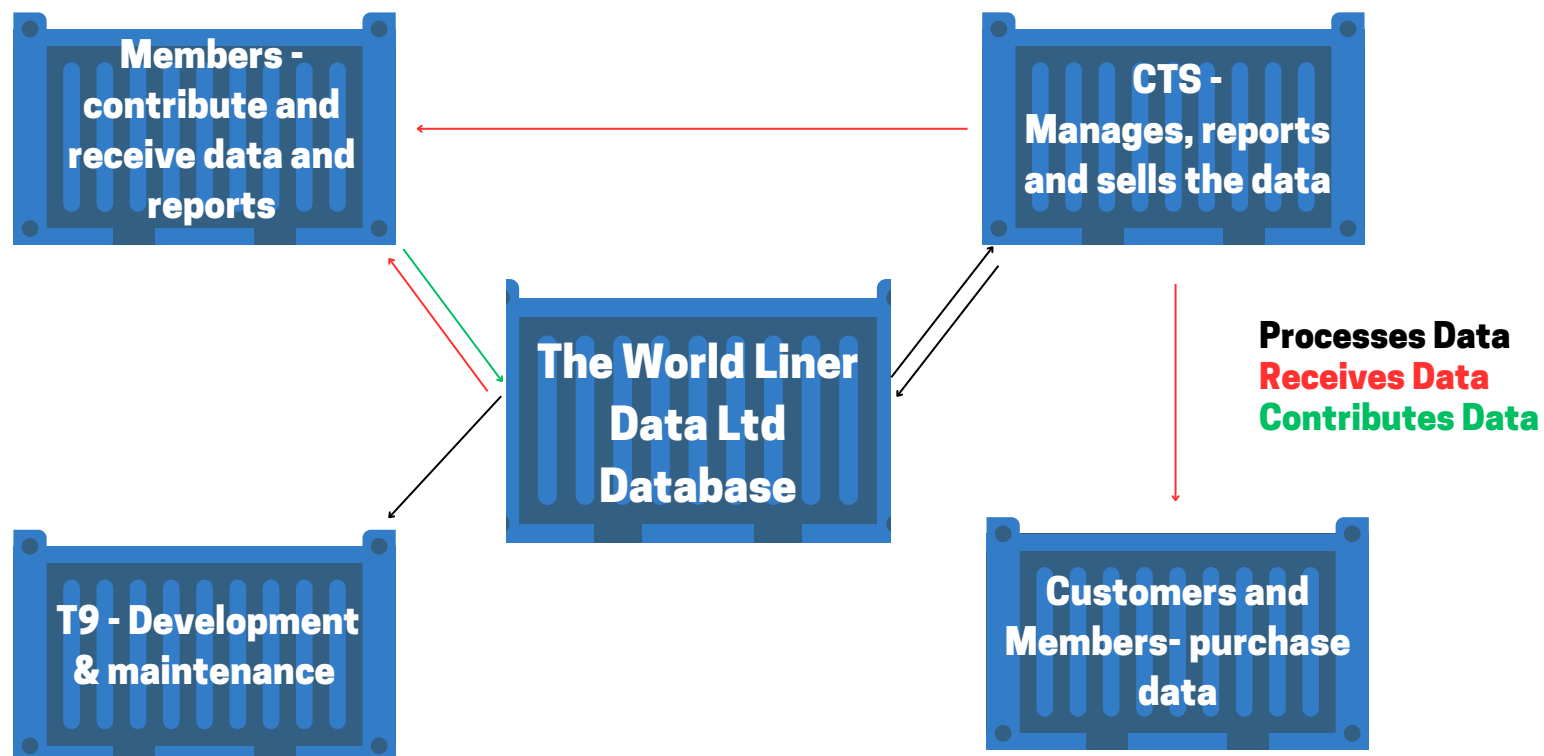 Members -
contribute and
receive data and
reports
CTS -
Manages, reports
and sells the data
The World Liner
Data Ltd
Database
Processes Data
Receives Data
Contributes Data
T9 - Development
& maintenance
Customers and
Members- purchase
data